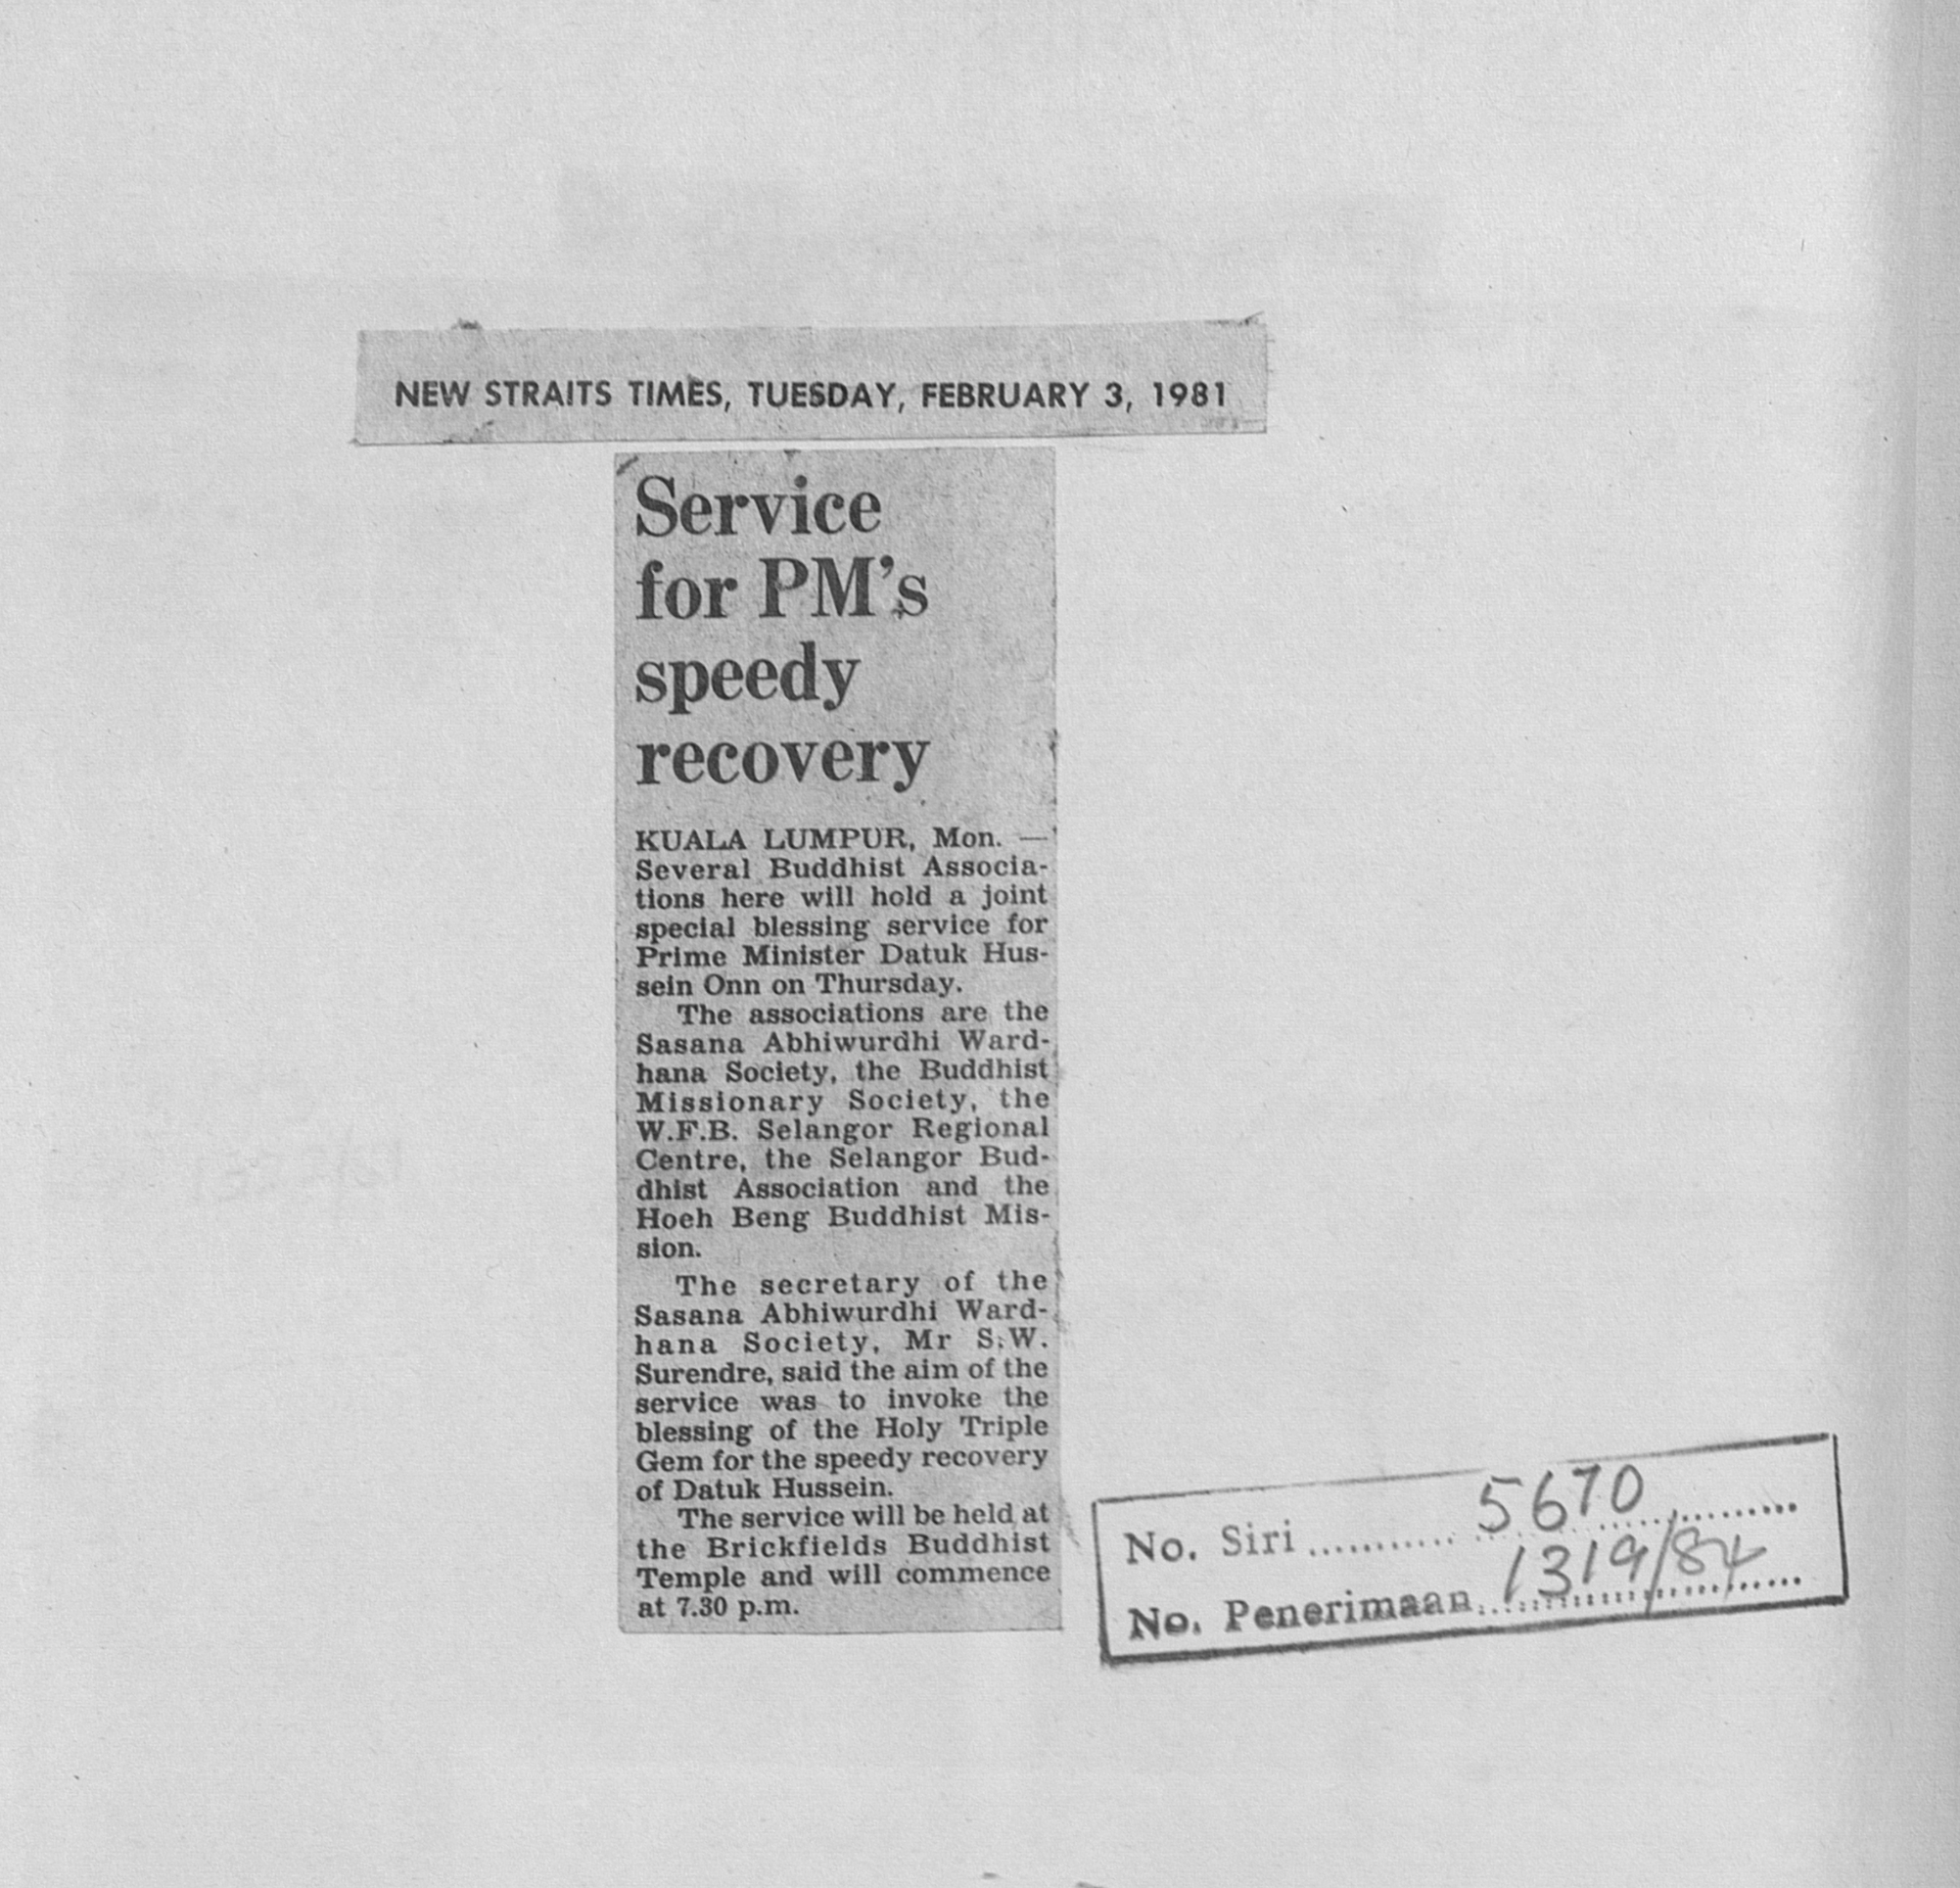 NEW STRAITS TIMES, TUESDAY, FEBRUARY 3, 1981
Service
for PM's
speedy
recovery
KUALA LUMPUR, Mon. —
Several Buddhist Associa-
tions here will hold a joint
special blessing service for
Prime Minister Datuk Hus-
sein Onn on Thursday.
The associations are the
Sasana Abhiwurdhi Ward-
hana Society, the Buddhist
Missionary Society, the
W.F.B. Selangor Regional
Centre, the Selangor Bud-
dhist Association and the
Hoeh Beng Buddhist Mis-
sion.
The secretary of the
Sasana Abhiwurdhi Ward-
hana Society, Mr S.W.
Surendre, said the aim of the
service was to invoke the
blessing of the Holy Triple
Gem for the speedy recovery
of Datuk Hussein.
The service will be held at
the Brickfields Buddhist
Temple and will commence
at 7.30 p.m.
No. Siri 5670
No. Penerimaan 1319/84